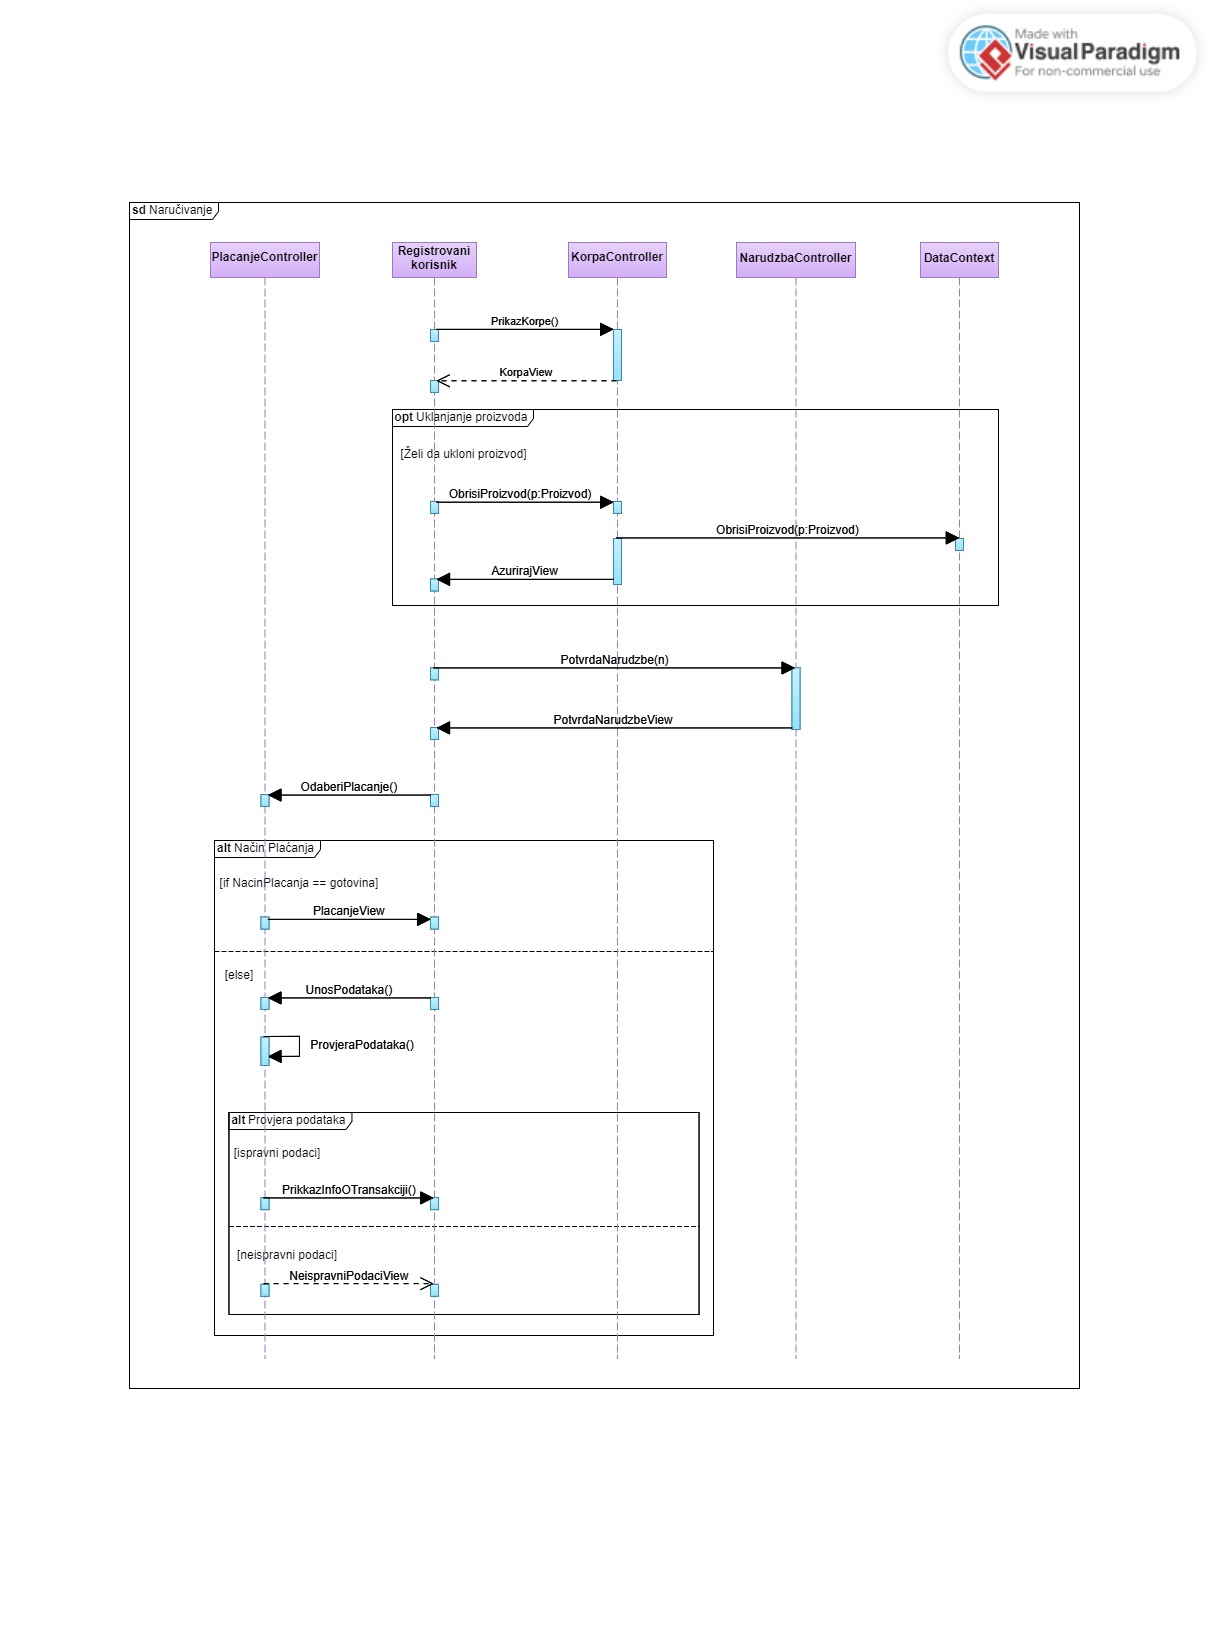 Made with
Visual Paradigm
For non-commercial use
sd Naručivanje
PlacanjeController
Registrovani
korisnik
KorpaController
NarudzbaController
DataContext
PrikazKorpe()
KorpaView
opt Uklanjanje proizvoda
[Želi da ukloni proizvod]
ObrisiProizvod(p:Proizvod)
ObrisiProizvod(p:Proizvod)
AzurirajView
PotvrdaNarudzbe(n)
PotvrdaNarudzbeView
OdaberiPlacanje()
alt Način Plaćanja
[if NacinPlacanja == gotovina]
PlacanjeView
[else]
UnosPodataka()
ProvjeraPodataka()
alt Provjera podataka
[ispravni podaci]
PrikkazInfoOTransakciji()
[neispravni podaci]
NeispravniPodaciView